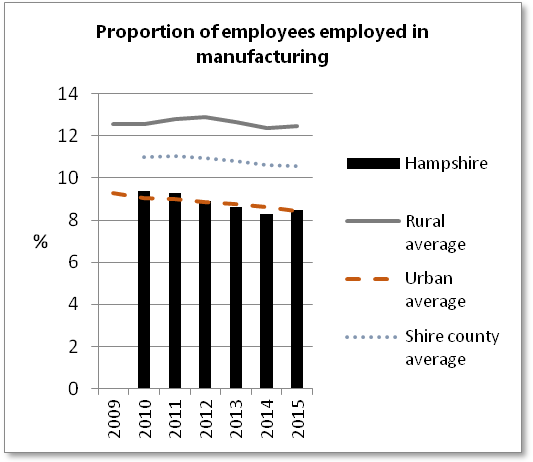 Proportion of employees employed in
manufacturing
14
12
10
8
6
4
2
0
%
2009
2010
2011
2012
2013
2014
2015
Hampshire
Rural
average
Urban
average
Shire county
average